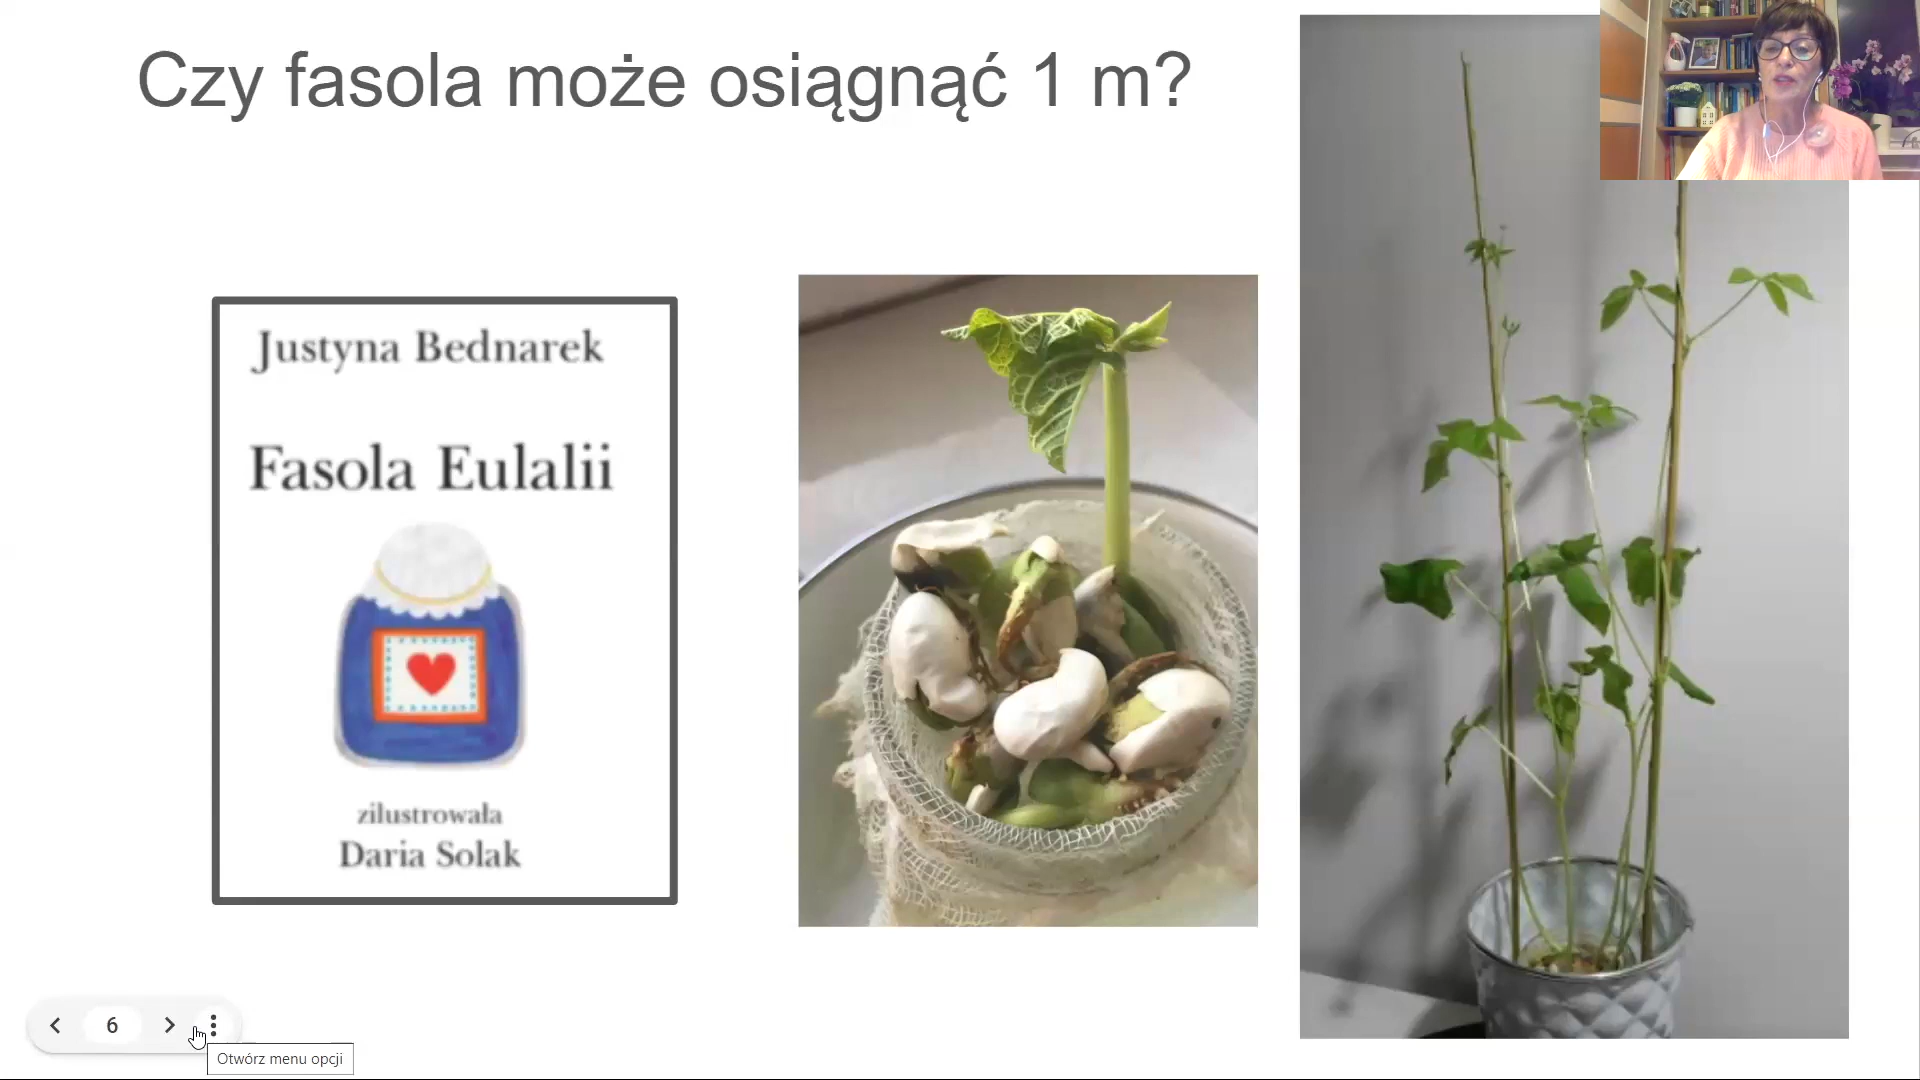 Czy fasola może osiągnąć 1 m?
Justyna Bednarek
Fasola Eulalii
zilustrowała
Daria Solak
6
Otwórz menu opcji